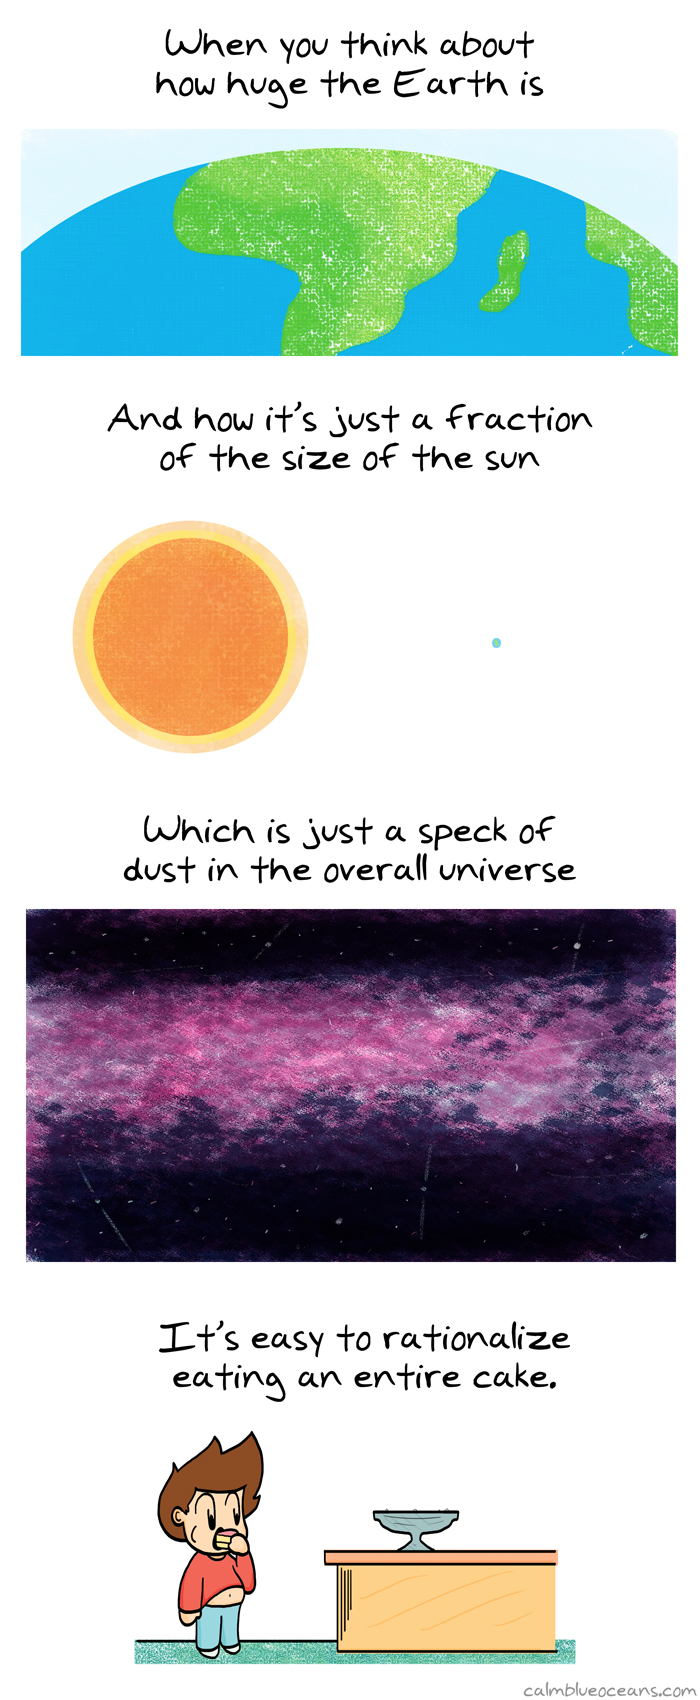 When you think about
how huge the Earth is
And how it's just a fraction
of the size of the sun
Which is just a speck of
dust in the overall universe
It's easy to rationalize
eating an entire cake.
calmblueoceans.com